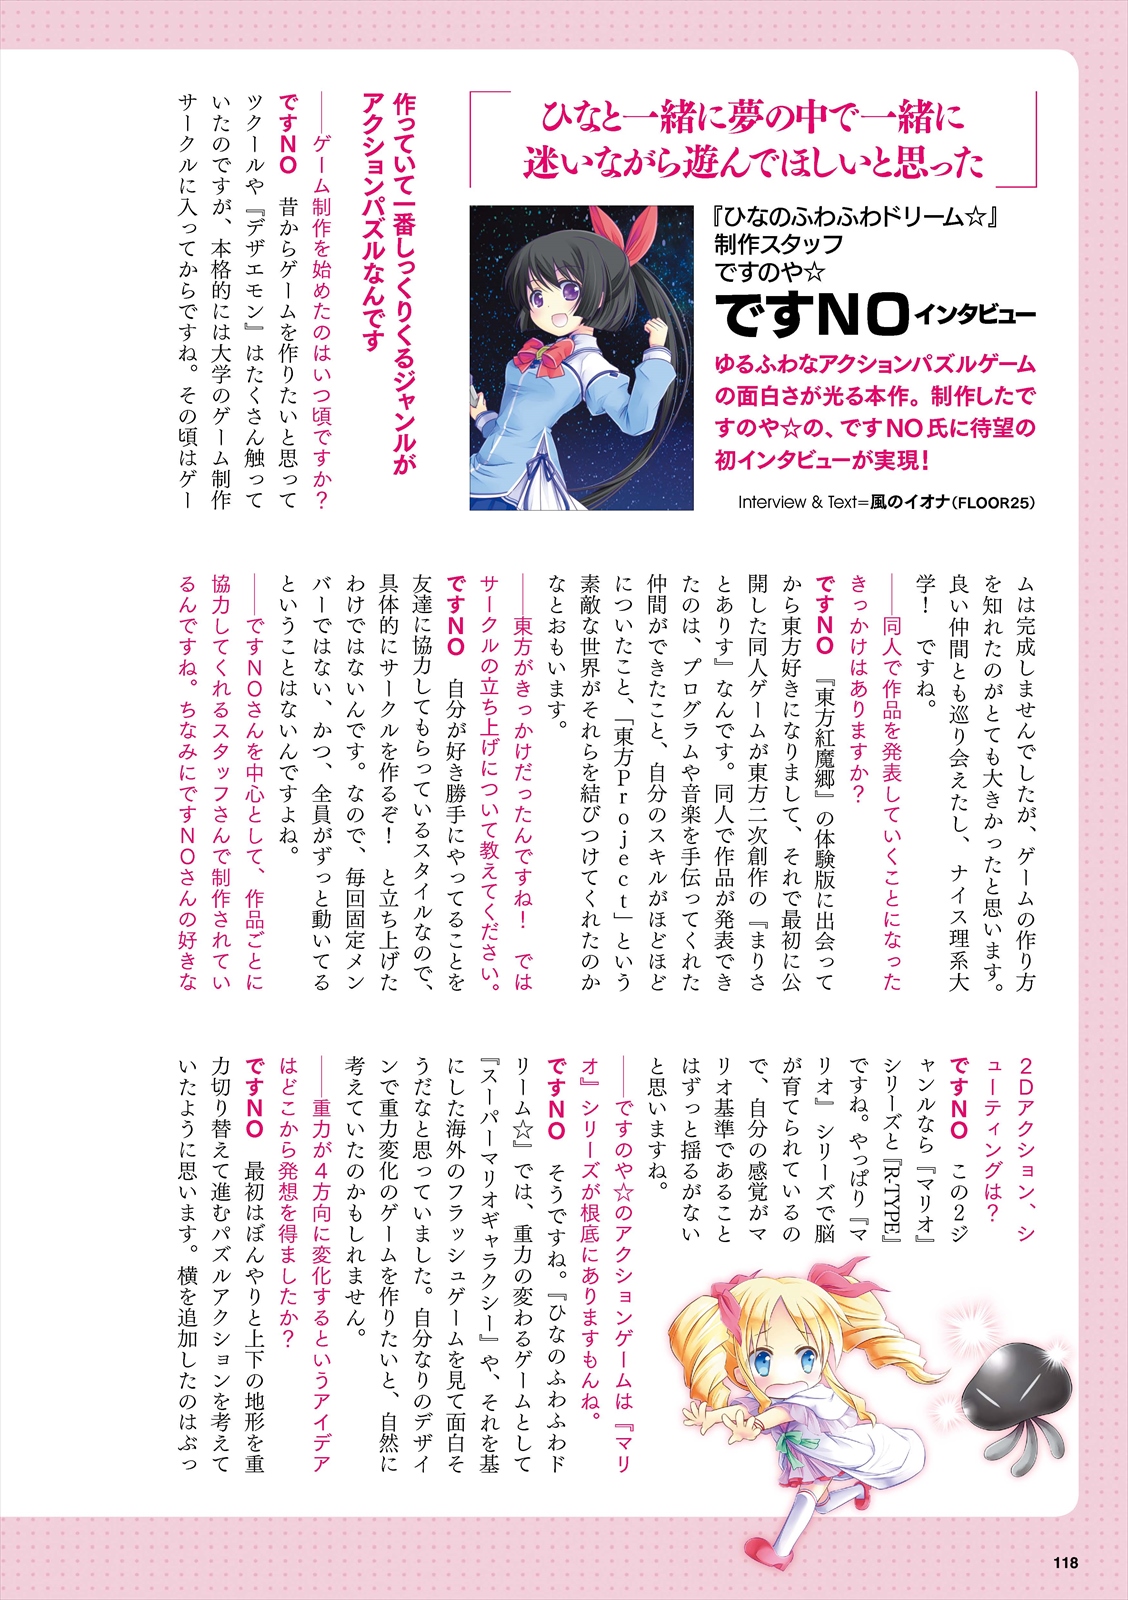 ひなと一緒に夢の中で一緒に
迷いながら遊んでほしいと思った
『ひなのふわふわドリーム☆』
制作スタッフ
ですのや☆
ですNOインタビュー
ゆるふわなアクションパズルゲーム
の面白さが光る本作。制作したで
すのや☆の、ですNO氏に待望の
初インタビューが実現!
Interview & Text=風のイオナ(FLOOR25)
作っていて一番しっくりくるジャンルが
アクションパズルなんです
――ゲーム制作を始めたのはいつ頃ですか?
ですNO 昔からゲームを作りたいと思って
ツクールや『デザエモン』はたくさん触って
いたのですが、本格的には大学のゲーム制作
サークルに入ってからですね。その頃はゲー
ムは完成しませんでしたが、ゲームの作り方
を知れたのがとても大きかったと思います。
良い仲間とも巡り会えたし、ナイス理系大
学! ですね。
――同人で作品を発表していくことになった
きっかけはありますか?
ですNO 『東方紅魔郷』の体験版に出会って
から東方好きになりまして、それで最初に公
開した同人ゲームが東方二次創作の『まりさ
とありす』なんです。同人で作品が発表でき
たのは、プログラムや音楽を手伝ってくれた
仲間ができたこと、自分のスキルがほどほど
についたこと、「東方Project」という
素敵な世界がそれらを結びつけてくれたのか
なとおもいます。
――東方がきっかけだったんですね! では
サークルの立ち上げについて教えてください。
ですNO 自分が好き勝手にやってることを
友達に協力してもらっているスタイルなので、
具体的にサークルを作るぞ! と立ち上げた
わけではないんです。なので、毎回固定メン
バーではない、かつ、全員がずっと動いてる
ということはないんですよね。
――ですNOさんを中心として、作品ごとに
協力してくれるスタッフさんで制作されてい
るんですね。ちなみにですNOさんの好きな
2Dアクション、シ
ューティングは?
ですNO この2ジ
ャンルなら『マリオ』
シリーズと『R-TYPE』
ですね。やっぱり『マ
リオ』シリーズで脳
が育てられているの
で、自分の感覚がマ
リオ基準であること
はずっと揺るがない
と思いますね。
――ですのや☆のアクションゲームは『マリ
オ』シリーズが根底にありますもんね。
ですNO そうですね。『ひなのふわふわド
リーム☆』では、重力の変わるゲームとして
『スーパーマリオギャラクシー』や、それを基
にした海外のフラッシュゲームを見て面白そ
うだなと思っていました。自分なりのデザイ
ンで重力変化のゲームを作りたいと、自然に
考えていたのかもしれません。
――重力が4方向に変化するというアイデア
はどこから発想を得ましたか?
ですNO 最初はぼんやりと上下の地形を重
力切り替えて進むパズルアクションを考えて
いたように思います。横を追加したのはぶっ
118